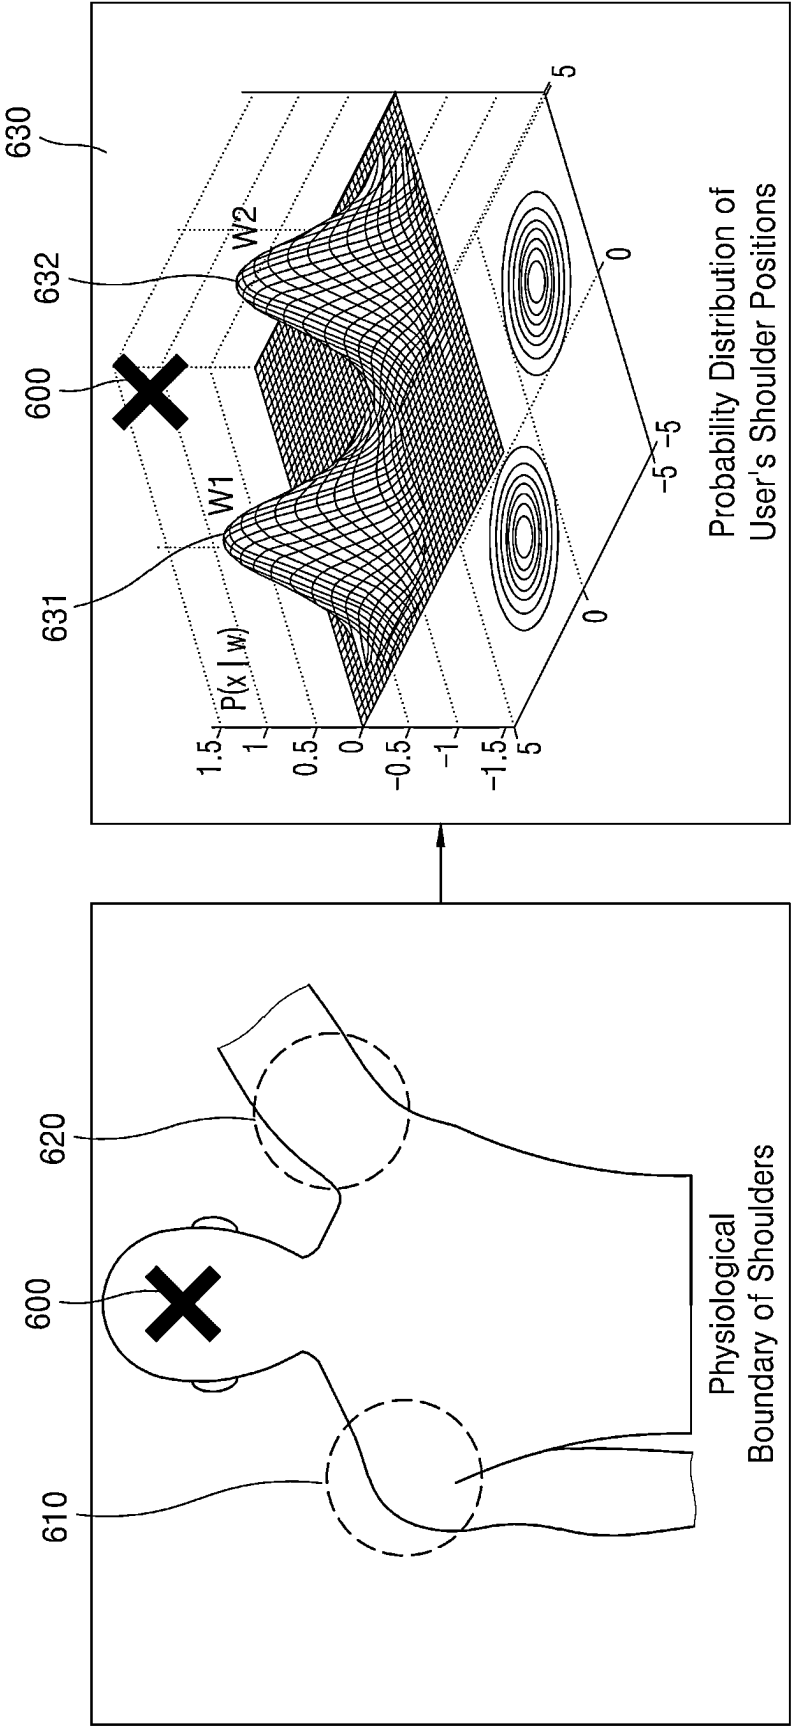 610
600
620
Physiological
Boundary of Shoulders
631
600
632
630
P(x | w)
W1
W2
1.5
1
0.5
0
-0.5
-1
-1.5
5
0
-5
-5
0
5
Probability Distribution of
User's Shoulder Positions